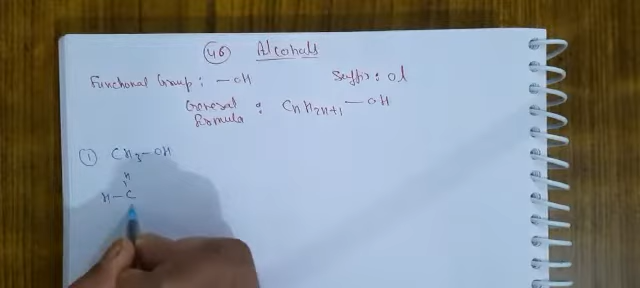 46 Alcohols
Functional Group : -OH Suffix : ol
General formula : CnH2n+1 - OH
① CH3-OH
H
H-C